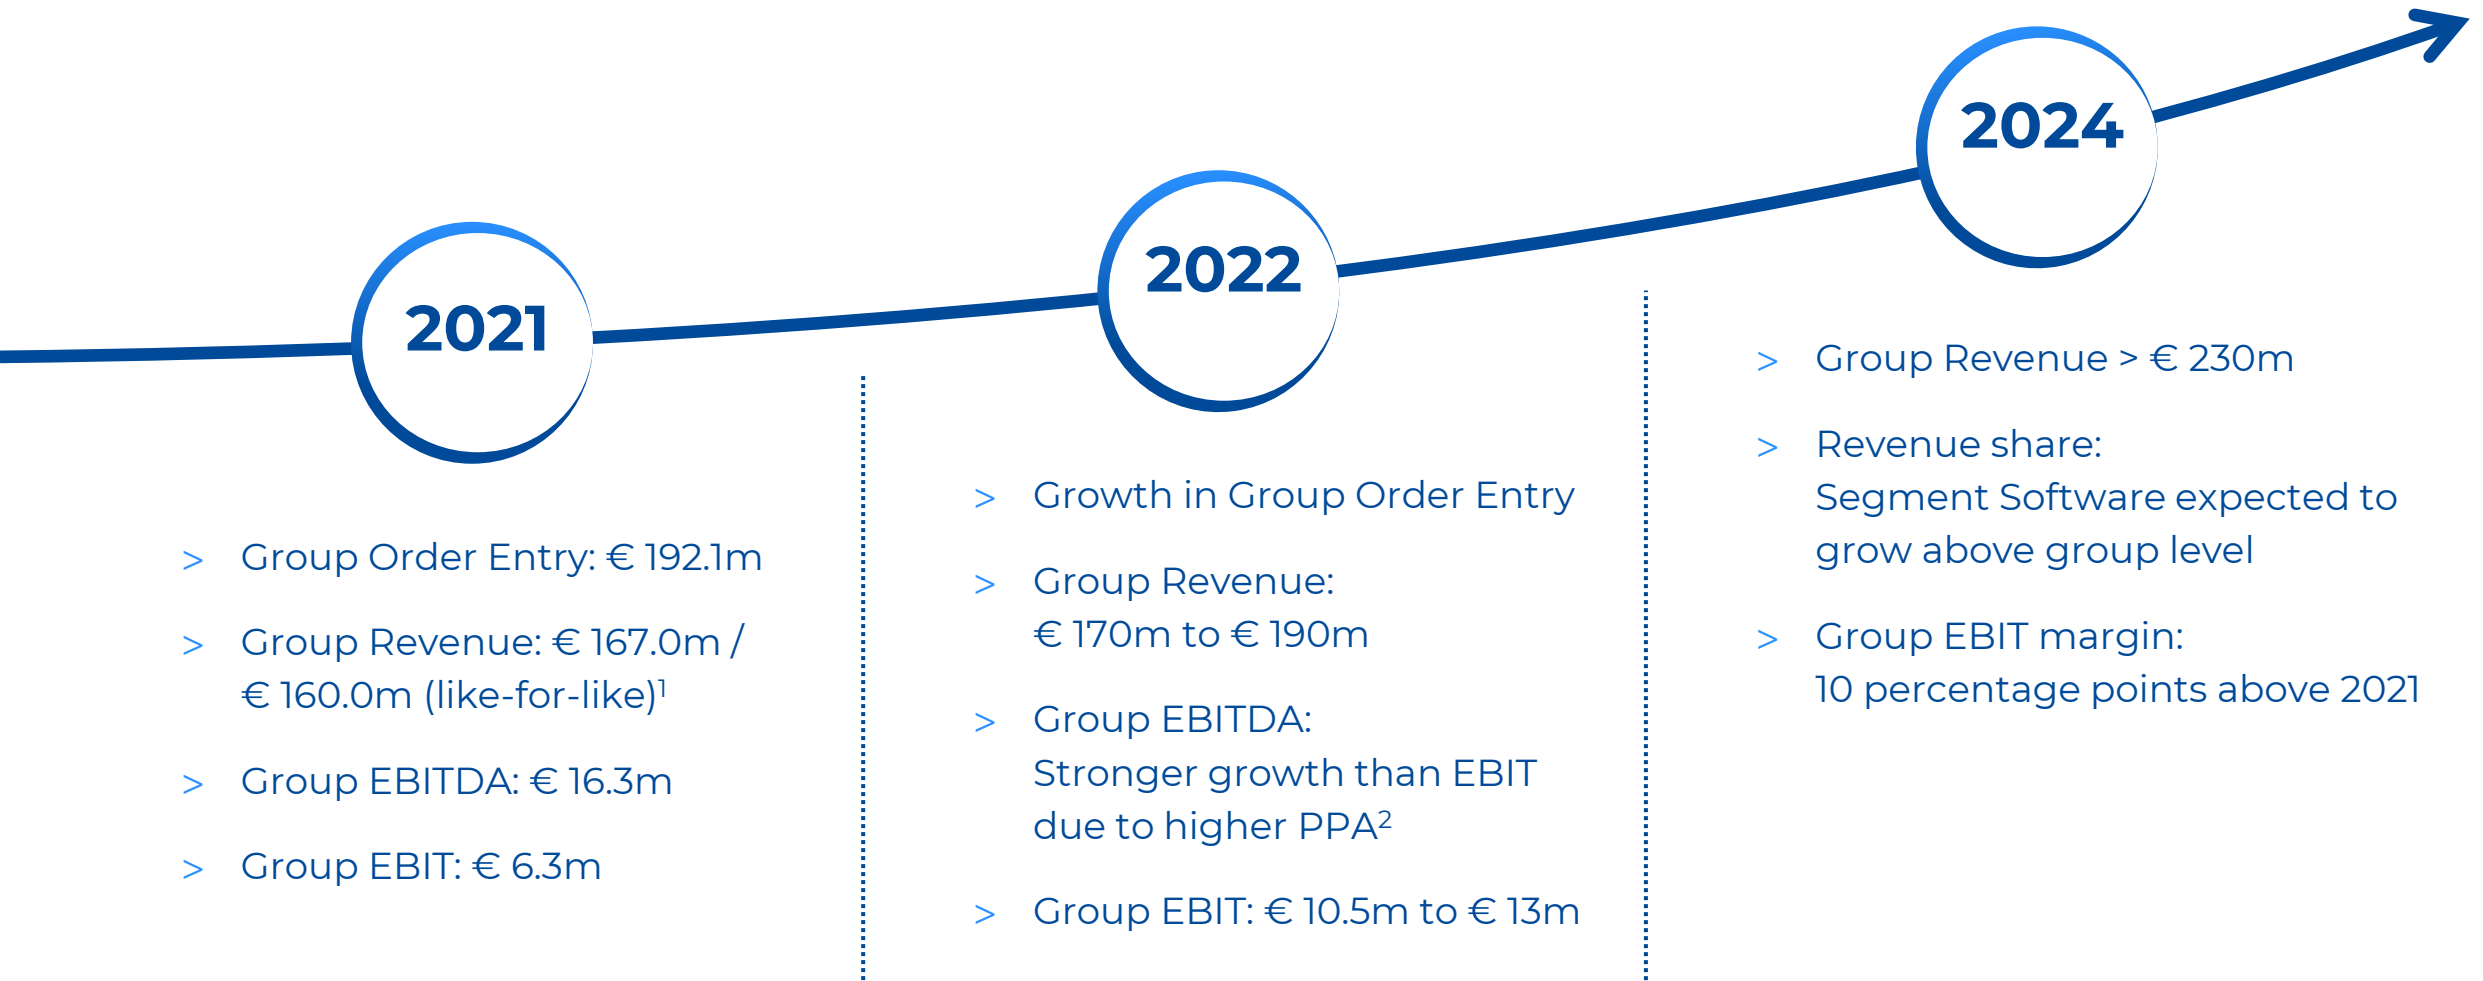 2021
> Group Order Entry: € 192.1m
> Group Revenue: € 167.0m /
€ 160.0m (like-for-like)¹
> Group EBITDA: € 16.3m
> Group EBIT: € 6.3m
2022
> Growth in Group Order Entry
> Group Revenue:
€ 170m to € 190m
> Group EBITDA:
Stronger growth than EBIT
due to higher PPA²
> Group EBIT: € 10.5m to € 13m
2024
> Group Revenue > € 230m
> Revenue share:
Segment Software expected to
grow above group level
> Group EBIT margin:
10 percentage points above 2021